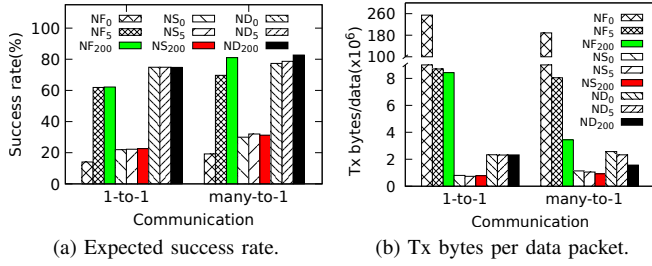 Success rate(%)
100
80
60
40
20
0
NF0 NS0 ND0
NF5 NS5 ND5
NF200 NS200 ND200
1-to-1 many-to-1
Communication
(a) Expected success rate.
Tx bytes/data(x10^6)
260
180
100
8
6
4
2
0
NF0
NF5
NF200
NS0
NS5
NS200
ND0
ND5
ND200
1-to-1 many-to-1
Communication
(b) Tx bytes per data packet.